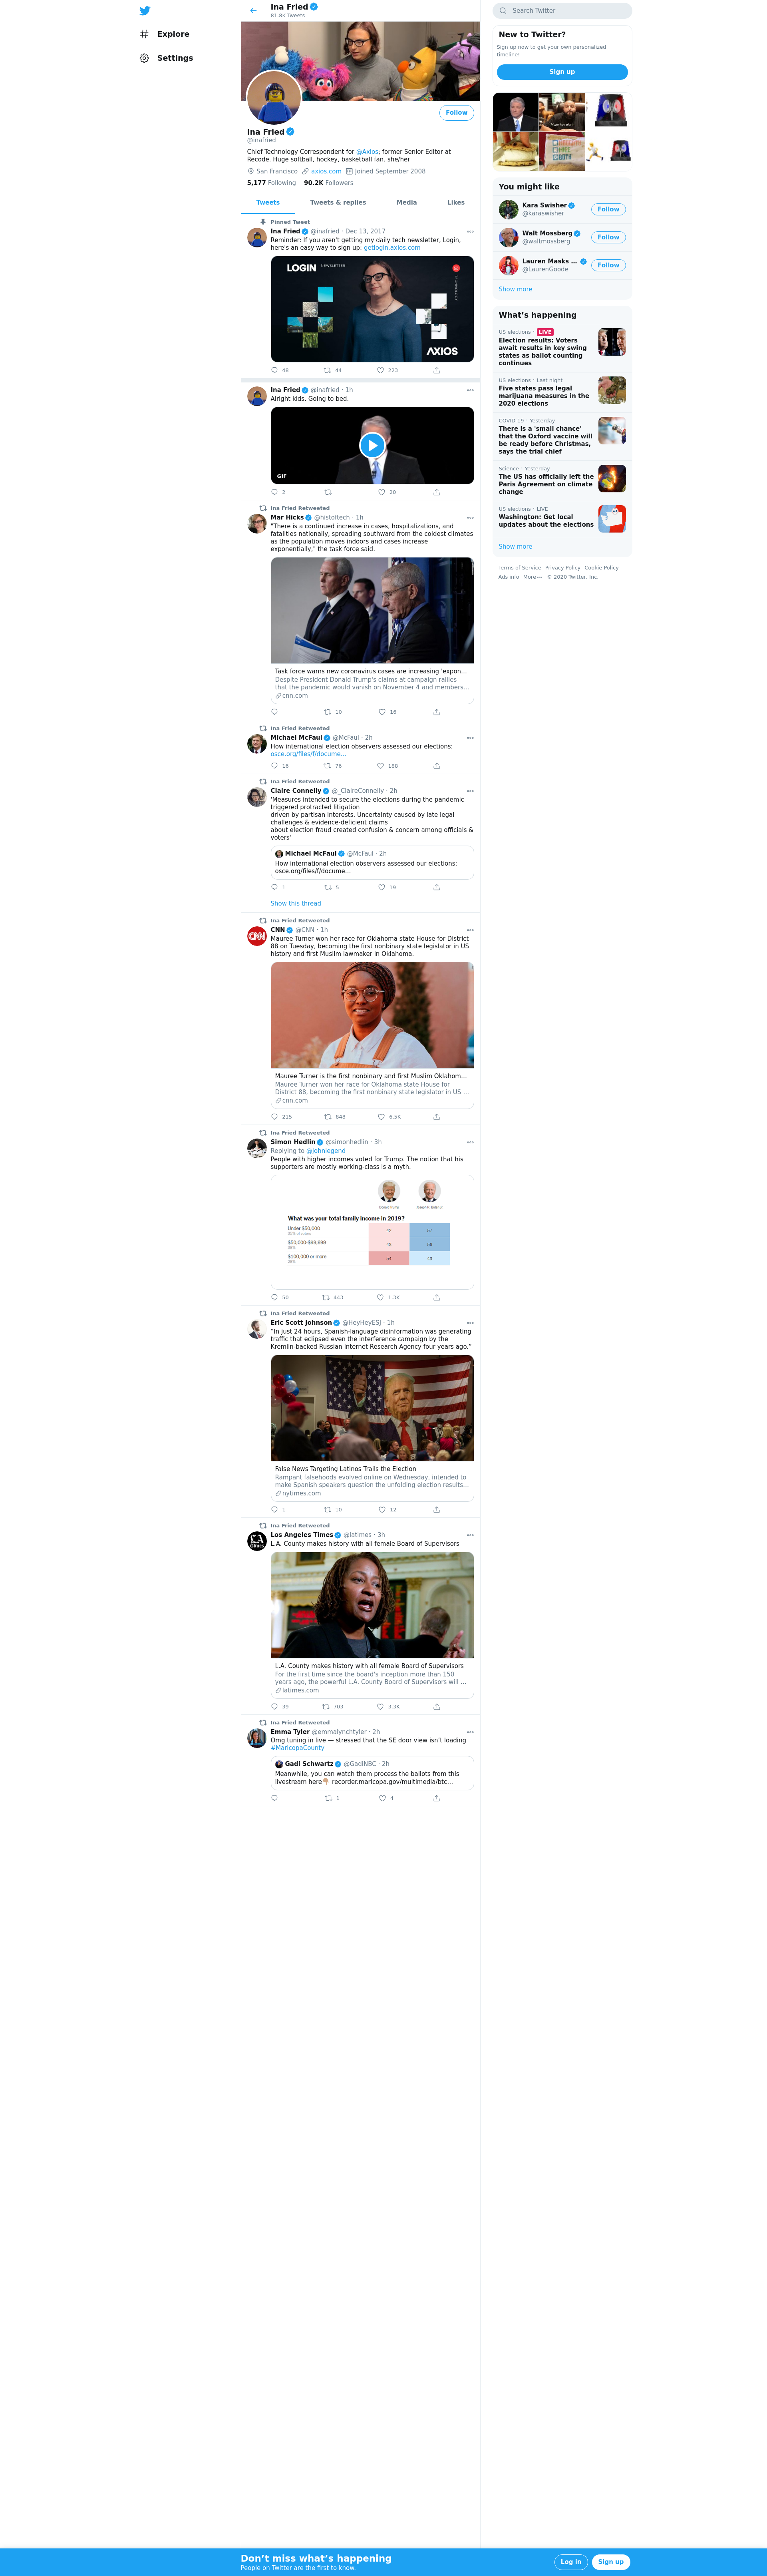 Explore
Settings
Ina Fried
81.8K Tweets
Follow
Ina Fried
@inafried
Chief Technology Correspondent for @Axios; former Senior Editor at
Recode. Huge softball, hockey, basketball fan. she/her
San Francisco axios.com Joined September 2008
5,177 Following 90.2K Followers
Tweets Tweets & replies Media Likes
Pinned Tweet
Ina Fried @inafried · Dec 13, 2017
Reminder: If you aren't getting my daily tech newsletter, Login,
here's an easy way to sign up: getlogin.axios.com
LOGIN NEWSLETTER
AXIOS
48 44 223
Ina Fried @inafried · 1h
Alright kids. Going to bed.
GIF
2 20
Ina Fried Retweeted
Mar Hicks @histoftech · 1h
"There is a continued increase in cases, hospitalizations, and
fatalities nationally, spreading southward from the coldest climates
as the population moves indoors and cases increase
exponentially," the task force said.
Task force warns new coronavirus cases are increasing 'expon...
Despite President Donald Trump's claims at campaign rallies
that the pandemic would vanish on November 4 and members...
cnn.com
10 16
Ina Fried Retweeted
Michael McFaul @McFaul · 2h
How international election observers assessed our elections:
osce.org/files/f/docume...
16 76 188
Ina Fried Retweeted
Claire Connelly @_ClaireConnelly · 2h
'Measures intended to secure the elections during the pandemic
triggered protracted litigation
driven by partisan interests. Uncertainty caused by late legal
challenges & evidence-deficient claims
about election fraud created confusion & concern among officials &
voters'
Michael McFaul @McFaul · 2h
How international election observers assessed our elections:
osce.org/files/f/docume...
1 5 19
Show this thread
Ina Fried Retweeted
CNN @CNN · 1h
Mauree Turner won her race for Oklahoma state House for District
88 on Tuesday, becoming the first nonbinary state legislator in US
history and first Muslim lawmaker in Oklahoma.
Mauree Turner is the first nonbinary and first Muslim Oklahom...
Mauree Turner won her race for Oklahoma state House for
District 88, becoming the first nonbinary state legislator in US ...
cnn.com
215 848 6.5K
Ina Fried Retweeted
Simon Hedlin @simonhedlin · 3h
Replying to @johnlegend
People with higher incomes voted for Trump. The notion that his
supporters are mostly working-class is a myth.
Donald Trump Joseph R. Biden Jr
What was your total family income in 2019?
Under $50,000 42 57
$50,000-$99,999 43 56
$100,000 or more 54 43
50 443 1.3K
Ina Fried Retweeted
Eric Scott Johnson @HeyHeyESJ · 1h
"In just 24 hours, Spanish-language disinformation was generating
traffic that eclipsed even the interference campaign by the
Kremlin-backed Russian Internet Research Agency four years ago."
False News Targeting Latinos Trails the Election
Rampant falsehoods evolved online on Wednesday, intended to
make Spanish speakers question the unfolding election results...
nytimes.com
1 10 12
Ina Fried Retweeted
Los Angeles Times @latimes · 3h
L.A. County makes history with all female Board of Supervisors
L.A. County makes history with all female Board of Supervisors
For the first time since the board's inception more than 150
years ago, the powerful L.A. County Board of Supervisors will ...
latimes.com
39 703 3.3K
Ina Fried Retweeted
Emma Tyler @emmalynchtyler · 2h
Omg tuning in live — stressed that the SE door view isn't loading
#MaricopaCounty
Gadi Schwartz @GadiNBC · 2h
Meanwhile, you can watch them process the ballots from this
livestream here👇🏼 recorder.maricopa.gov/multimedia/btc...
1 4
Search Twitter
New to Twitter?
Sign up now to get your own personalized
timeline!
Sign up
You might like
Kara Swisher
@karaswisher
Follow
Walt Mossberg
@waltmossberg
Follow
Lauren Masks ...
@LaurenGoode
Follow
Show more
What's happening
US elections · LIVE
Election results: Voters
await results in key swing
states as ballot counting
continues
US elections · Last night
Five states pass legal
marijuana measures in the
2020 elections
COVID-19 · Yesterday
There is a 'small chance'
that the Oxford vaccine will
be ready before Christmas,
says the trial chief
Science · Yesterday
The US has officially left the
Paris Agreement on climate
change
US elections · LIVE
Washington: Get local
updates about the elections
Show more
Terms of Service Privacy Policy Cookie Policy
Ads info More © 2020 Twitter, Inc.
Don't miss what's happening
People on Twitter are the first to know.
Log in Sign up